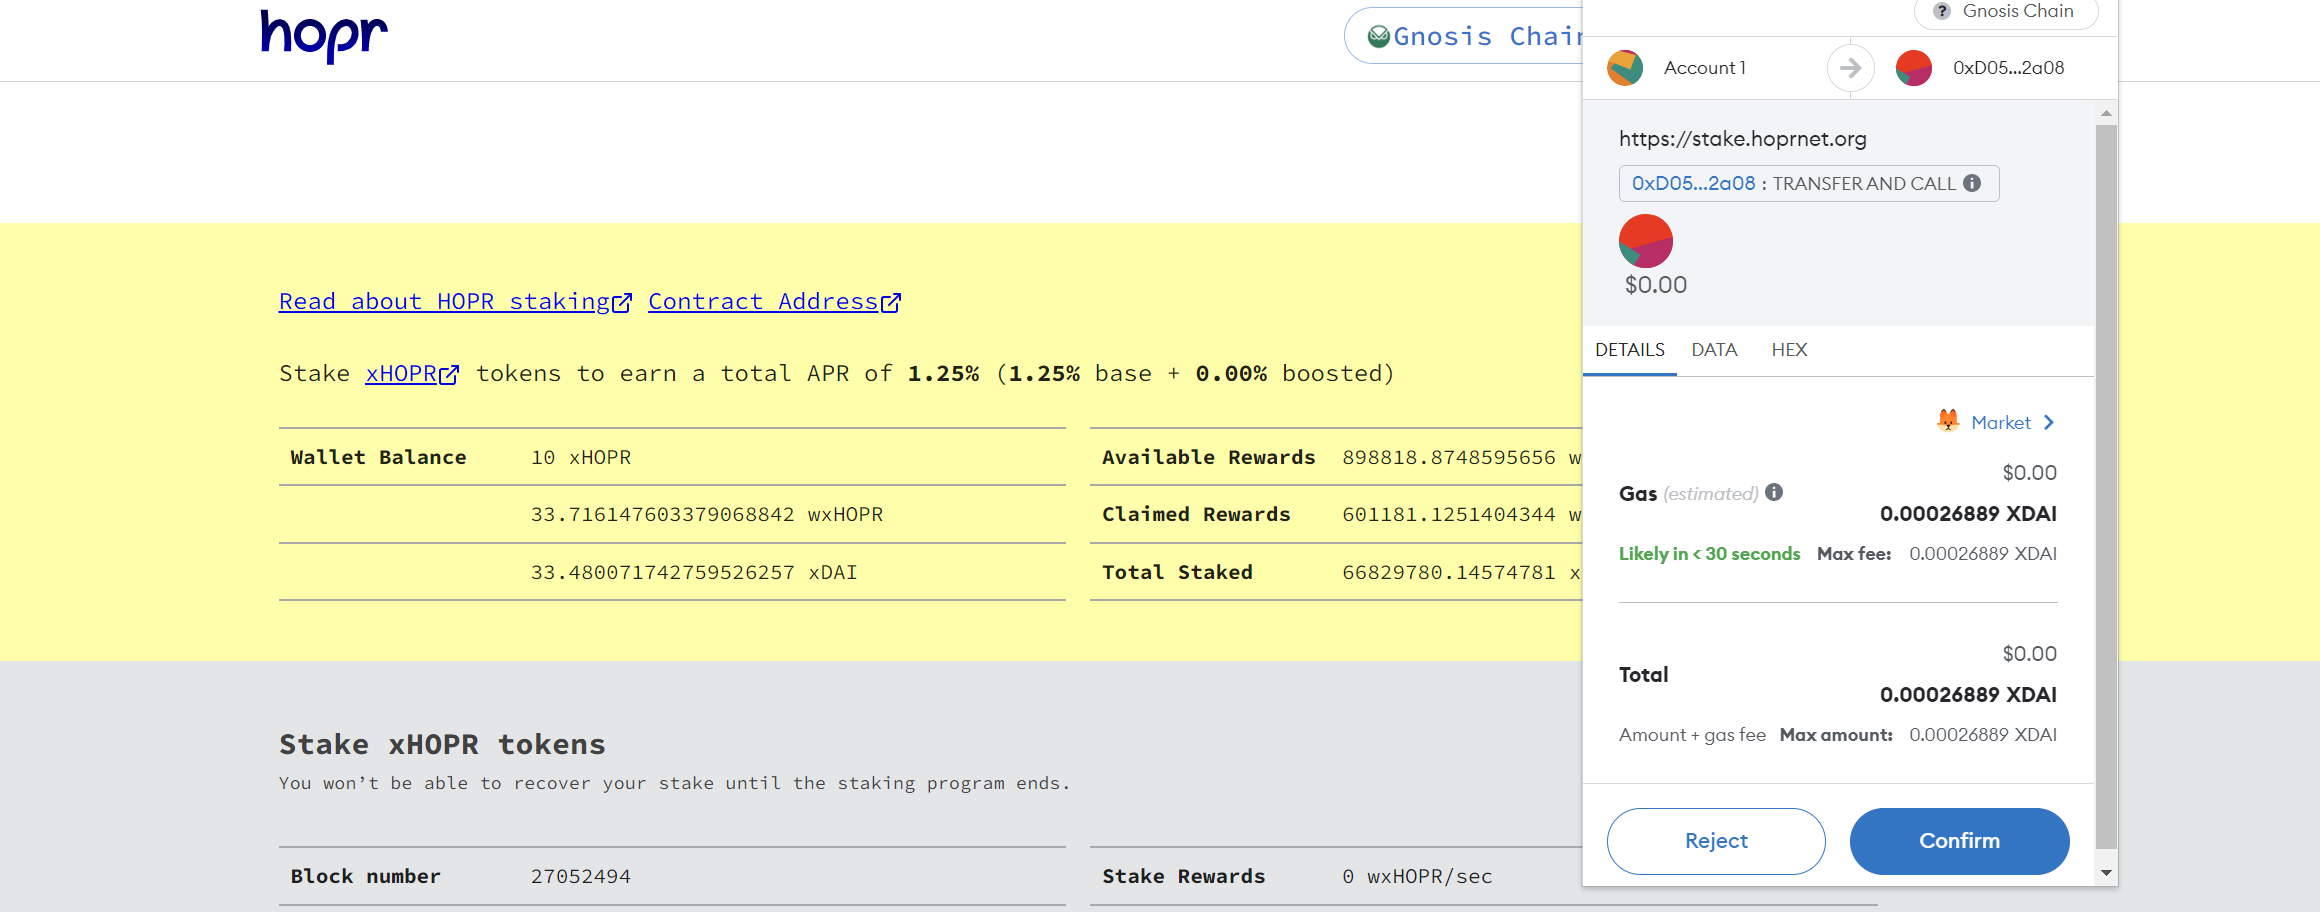 hopr
Gnosis Chain
Read about HOPR staking Contract Address
Stake xHOPR tokens to earn a total APR of 1.25% (1.25% base + 0.00% boosted)
Wallet Balance 10 xHOPR
33.716147603379068842 wxHOPR
33.480071742759526257 xDAI
Available Rewards 898818.8748595656 w
Claimed Rewards 601181.1251404344 w
Total Staked 66829780.14574781 x
Stake xHOPR tokens
You won’t be able to recover your stake until the staking program ends.
Block number 27052494
Stake Rewards 0 wxHOPR/sec
? Gnosis Chain
Account 1 0xD05...2a08
https://stake.hoprnet.org
0xD05...2a08 : TRANSFER AND CALL
$0.00
DETAILS DATA HEX
Market
$0.00
Gas (estimated)
0.00026889 XDAI
Likely in < 30 seconds Max fee: 0.00026889 XDAI
$0.00
Total
0.00026889 XDAI
Amount + gas fee Max amount: 0.00026889 XDAI
Reject Confirm